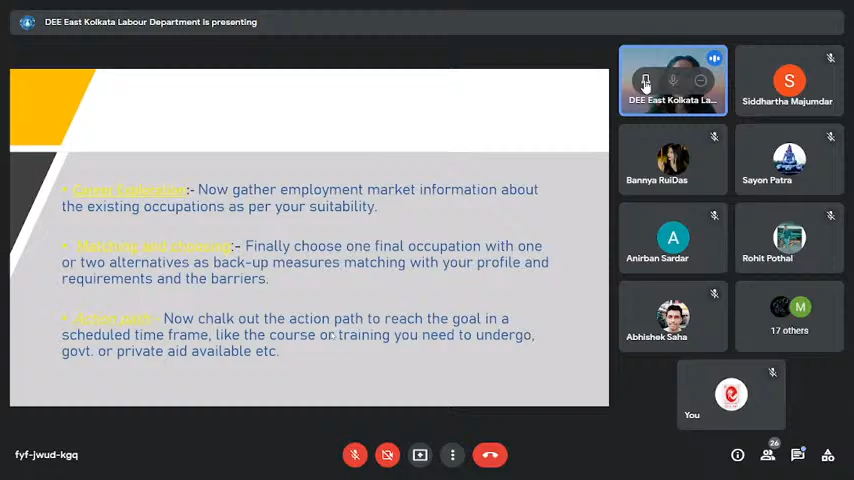 DEE East Kolkata Labour Department is presenting
• Career Exploration:- Now gather employment market information about
the existing occupations as per your suitability.
• Matching and choosing:- Finally choose one final occupation with one
or two alternatives as back-up measures matching with your profile and
requirements and the barriers.
• Action path:- Now chalk out the action path to reach the goal in a
scheduled time frame, like the course or training you need to undergo,
govt. or private aid available etc.
DEE East Kolkata La...
S
Siddhartha Majumdar
Bannya RuiDas
Sayon Patra
A
Anirban Sardar
Rohit Pothal
Abhishek Saha
M
17 others
You
fyf-jwud-kgq
26